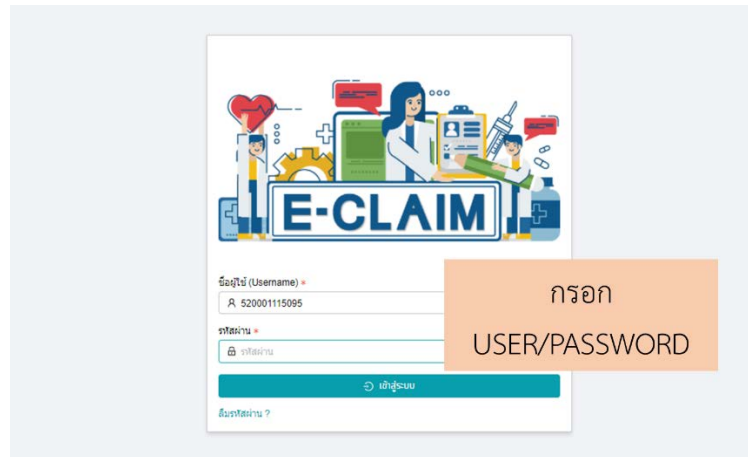 E-CLAIM
ชื่อผู้ใช้ (Username) *
520001115095
รหัสผ่าน *
รหัสผ่าน
เข้าสู่ระบบ
ลืมรหัสผ่าน ?
กรอก
USER/PASSWORD